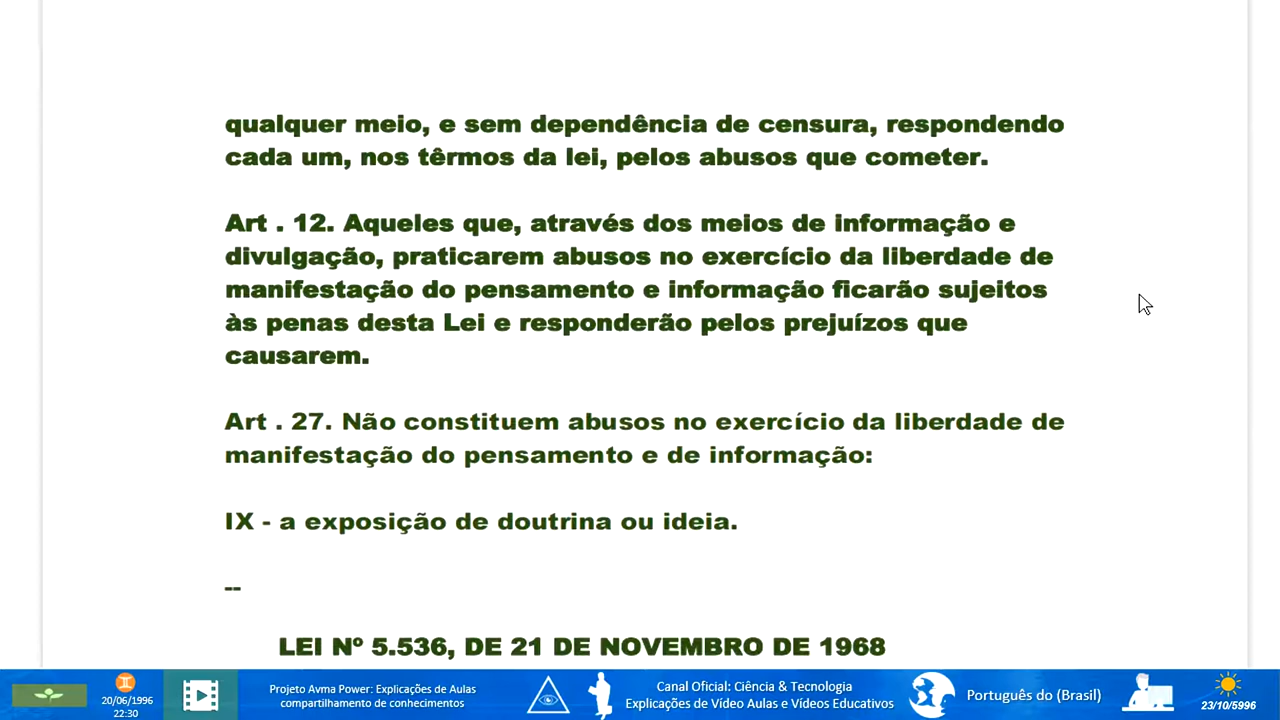 qualquer meio, e sem dependência de censura, respondendo
cada um, nos têrmos da lei, pelos abusos que cometer.
Art . 12. Aqueles que, através dos meios de informação e
divulgação, praticarem abusos no exercício da liberdade de
manifestação do pensamento e informação ficarão sujeitos
às penas desta Lei e responderão pelos prejuízos que
causarem.
Art . 27. Não constituem abusos no exercício da liberdade de
manifestação do pensamento e de informação:
IX - a exposição de doutrina ou ideia.
--
LEI Nº 5.536, DE 21 DE NOVEMBRO DE 1968
20/06/1996
22:30
Projeto Avma Power: Explicações de Aulas
compartilhamento de conhecimentos
Canal Oficial: Ciência & Tecnologia
Explicações de Vídeo Aulas e Vídeos Educativos
Português do (Brasil)
23/10/5996